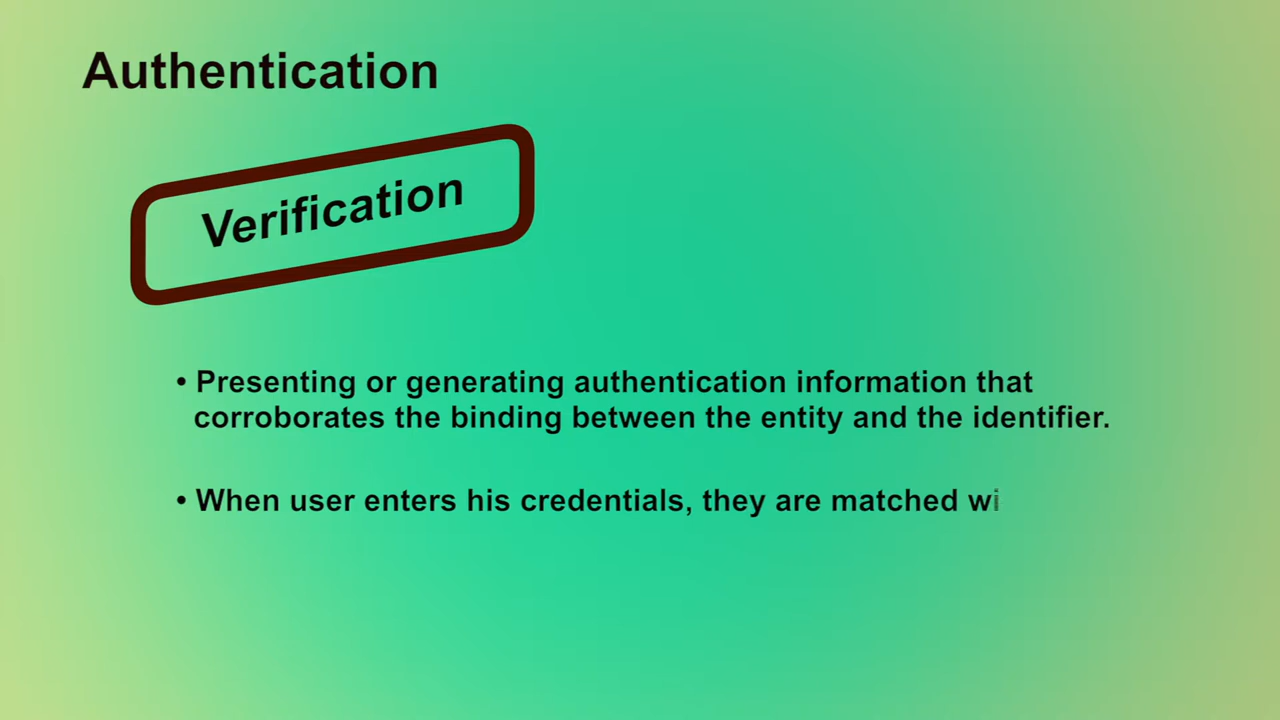 Authentication
Verification
• Presenting or generating authentication information that
corroborates the binding between the entity and the identifier.
• When user enters his credentials, they are matched wi